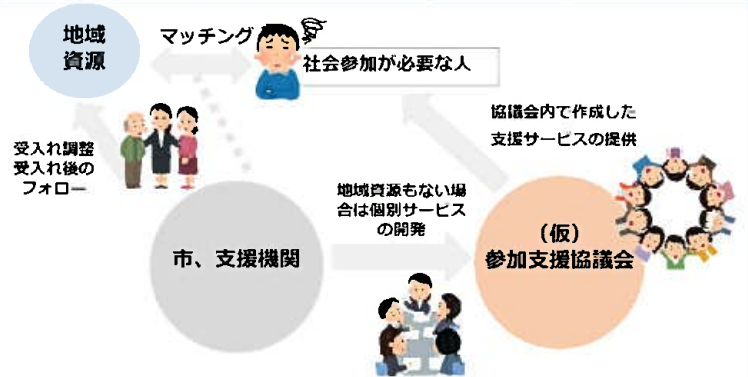 地域
資源
マッチング
社会参加が必要な人
協議会内で作成した
支援サービスの提供
受入れ調整
受入れ後の
フォロー
地域資源もない場
合は個別サービス
の開発
市、支援機関
（仮）
参加支援協議会